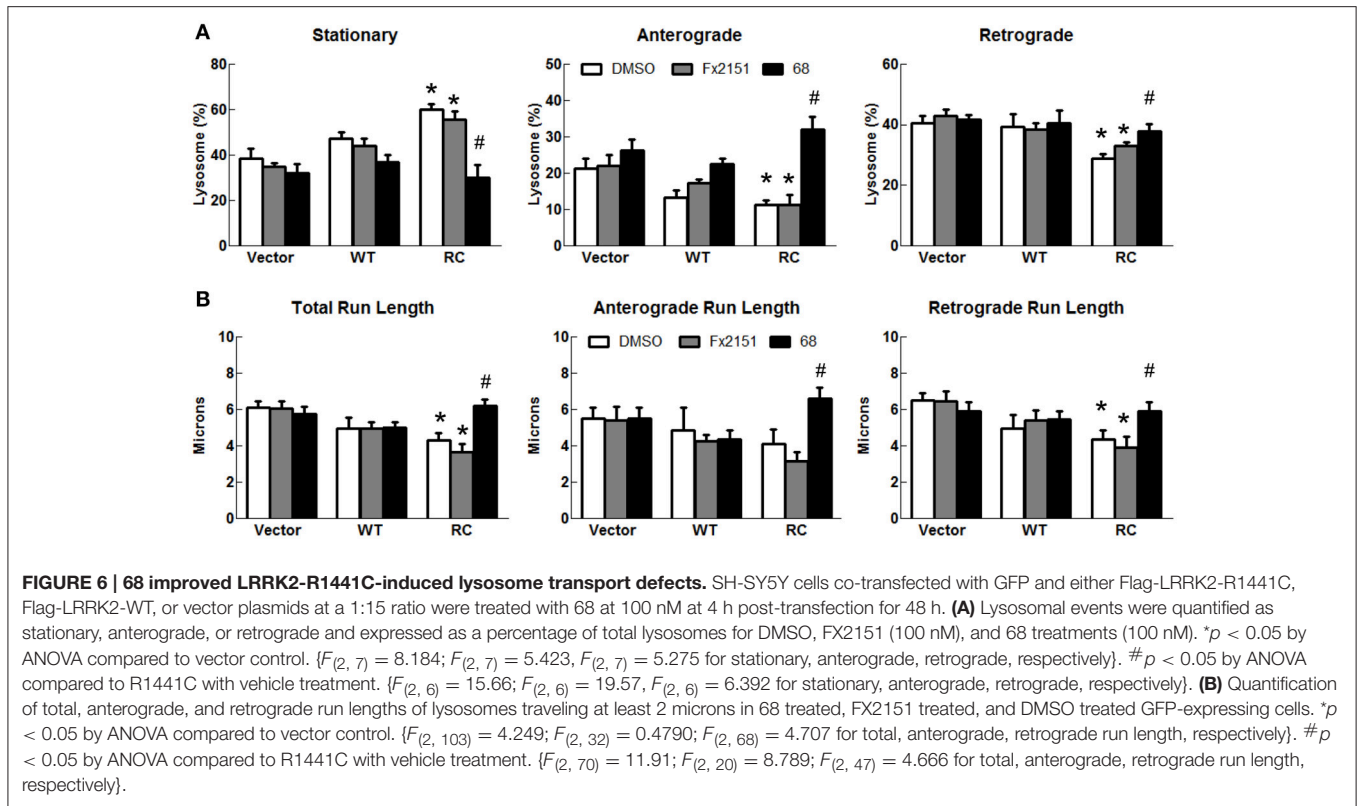 A
Stationary
Anterograde
Retrograde
Lysosome (%)
80
60
40
20
0
* * #
Vector WT RC
Lysosome (%)
50
40
30
20
10
0
DMSO Fx2151 68
* * #
Vector WT RC
Lysosome (%)
60
40
20
0
* * #
Vector WT RC
B
Total Run Length
Anterograde Run Length
Retrograde Run Length
Microns
10
8
6
4
2
0
* * #
Vector WT RC
Microns
10
8
6
4
2
0
DMSO Fx2151 68
#
Vector WT RC
Microns
10
8
6
4
2
0
* * #
Vector WT RC
FIGURE 6 | 68 improved LRRK2-R1441C-induced lysosome transport defects. SH-SY5Y cells co-transfected with GFP and either Flag-LRRK2-R1441C,
Flag-LRRK2-WT, or vector plasmids at a 1:15 ratio were treated with 68 at 100 nM at 4 h post-transfection for 48 h. (A) Lysosomal events were quantified as
stationary, anterograde, or retrograde and expressed as a percentage of total lysosomes for DMSO, FX2151 (100 nM), and 68 treatments (100 nM). *p < 0.05 by
ANOVA compared to vector control. {F(2, 7) = 8.184; F(2, 7) = 5.423, F(2, 7) = 5.275 for stationary, anterograde, retrograde, respectively}. #p < 0.05 by ANOVA
compared to R1441C with vehicle treatment. {F(2, 6) = 15.66; F(2, 6) = 19.57, F(2, 6) = 6.392 for stationary, anterograde, retrograde, respectively}. (B) Quantification
of total, anterograde, and retrograde run lengths of lysosomes traveling at least 2 microns in 68 treated, FX2151 treated, and DMSO treated GFP-expressing cells. *p
< 0.05 by ANOVA compared to vector control. {F(2, 103) = 4.249; F(2, 32) = 0.4790; F(2, 68) = 4.707 for total, anterograde, retrograde run length, respectively}. #p
< 0.05 by ANOVA compared to R1441C with vehicle treatment. {F(2, 70) = 11.91; F(2, 20) = 8.789; F(2, 47) = 4.666 for total, anterograde, retrograde run length,
respectively}.